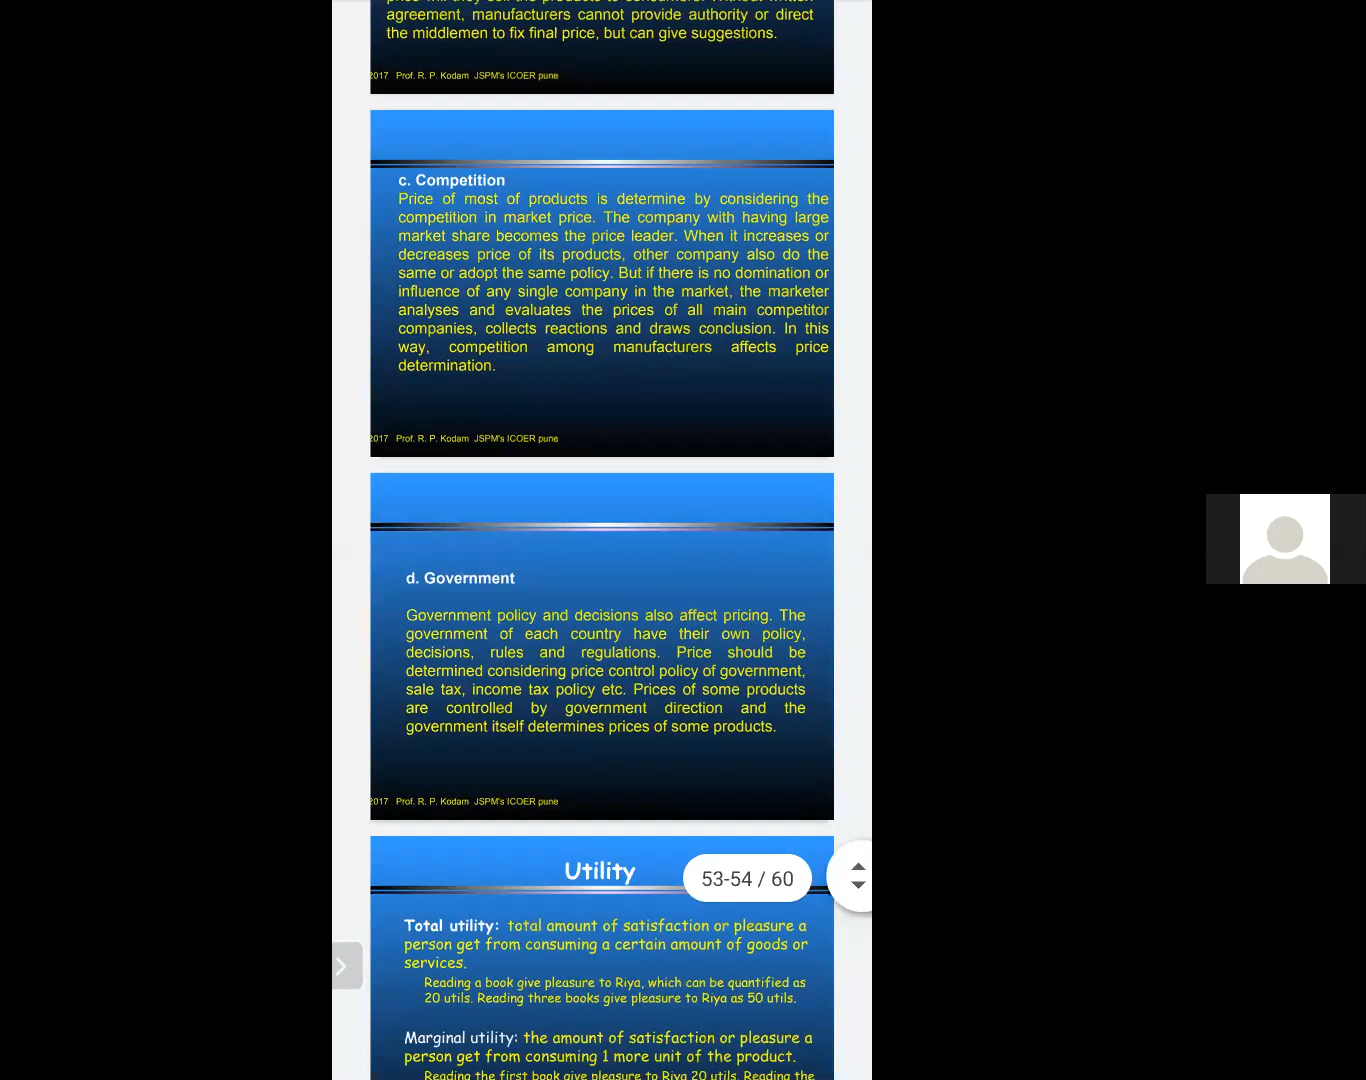 agreement, manufacturers cannot provide authority or direct
the middlemen to fix final price, but can give suggestions.
2017 Prof. R. P. Kodam JSPM's ICOER pune
c. Competition
Price of most of products is determine by considering the
competition in market price. The company with having large
market share becomes the price leader. When it increases or
decreases price of its products, other company also do the
same or adopt the same policy. But if there is no domination or
influence of any single company in the market, the marketer
analyses and evaluates the prices of all main competitor
companies, collects reactions and draws conclusion. In this
way, competition among manufacturers affects price
determination.
2017 Prof. R. P. Kodam JSPM's ICOER pune
d. Government
Government policy and decisions also affect pricing. The
government of each country have their own policy,
decisions, rules and regulations. Price should be
determined considering price control policy of government,
sale tax, income tax policy etc. Prices of some products
are controlled by government direction and the
government itself determines prices of some products.
2017 Prof. R. P. Kodam JSPM's ICOER pune
Utility
53-54 / 60
Total utility: total amount of satisfaction or pleasure a
person get from consuming a certain amount of goods or
services.
Reading a book give pleasure to Riya, which can be quantified as
20 utils. Reading three books give pleasure to Riya as 50 utils.
Marginal utility: the amount of satisfaction or pleasure a
person get from consuming 1 more unit of the product.
Reading the first book give pleasure to Riya 20 utils. Reading the